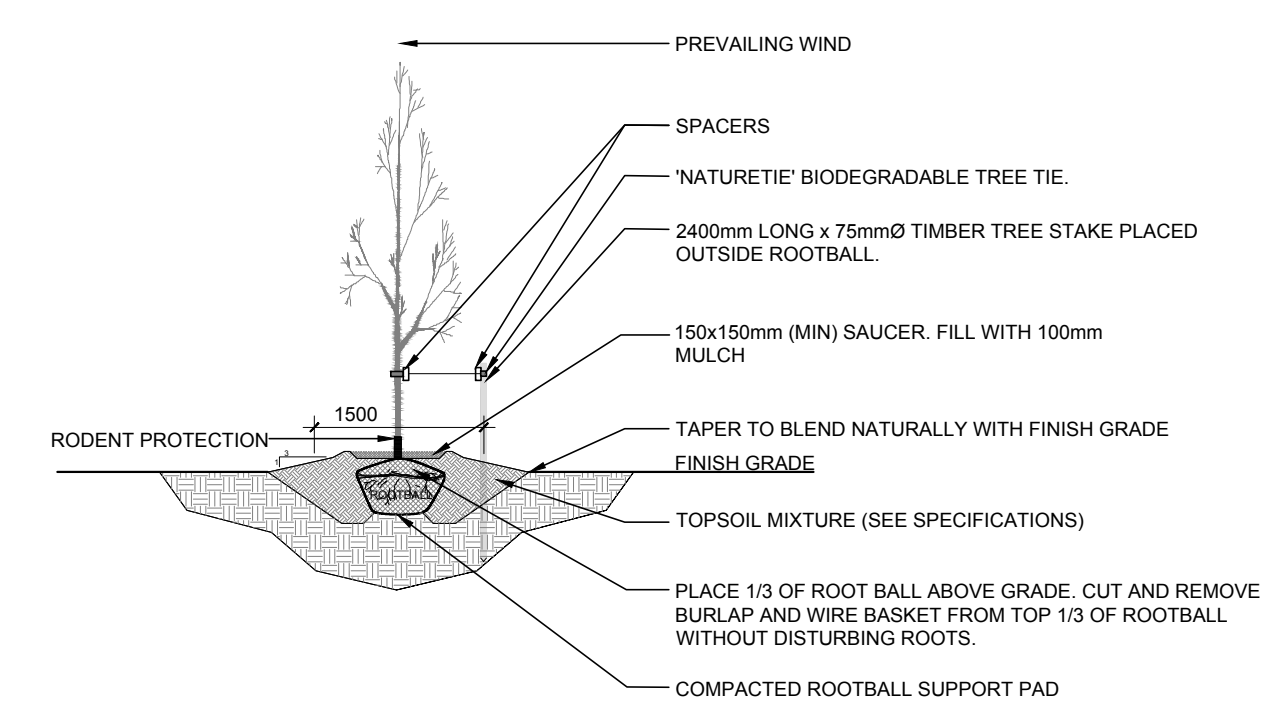 PREVAILING WIND
SPACERS
'NATURETIE' BIODEGRADABLE TREE TIE.
2400mm LONG x 75mmØ TIMBER TREE STAKE PLACED
OUTSIDE ROOTBALL.
150x150mm (MIN) SAUCER. FILL WITH 100mm
MULCH
1500
RODENT PROTECTION
TAPER TO BLEND NATURALLY WITH FINISH GRADE
3
1
FINISH GRADE
ROOTBALL
TOPSOIL MIXTURE (SEE SPECIFICATIONS)
PLACE 1/3 OF ROOT BALL ABOVE GRADE. CUT AND REMOVE
BURLAP AND WIRE BASKET FROM TOP 1/3 OF ROOTBALL
WITHOUT DISTURBING ROOTS.
COMPACTED ROOTBALL SUPPORT PAD